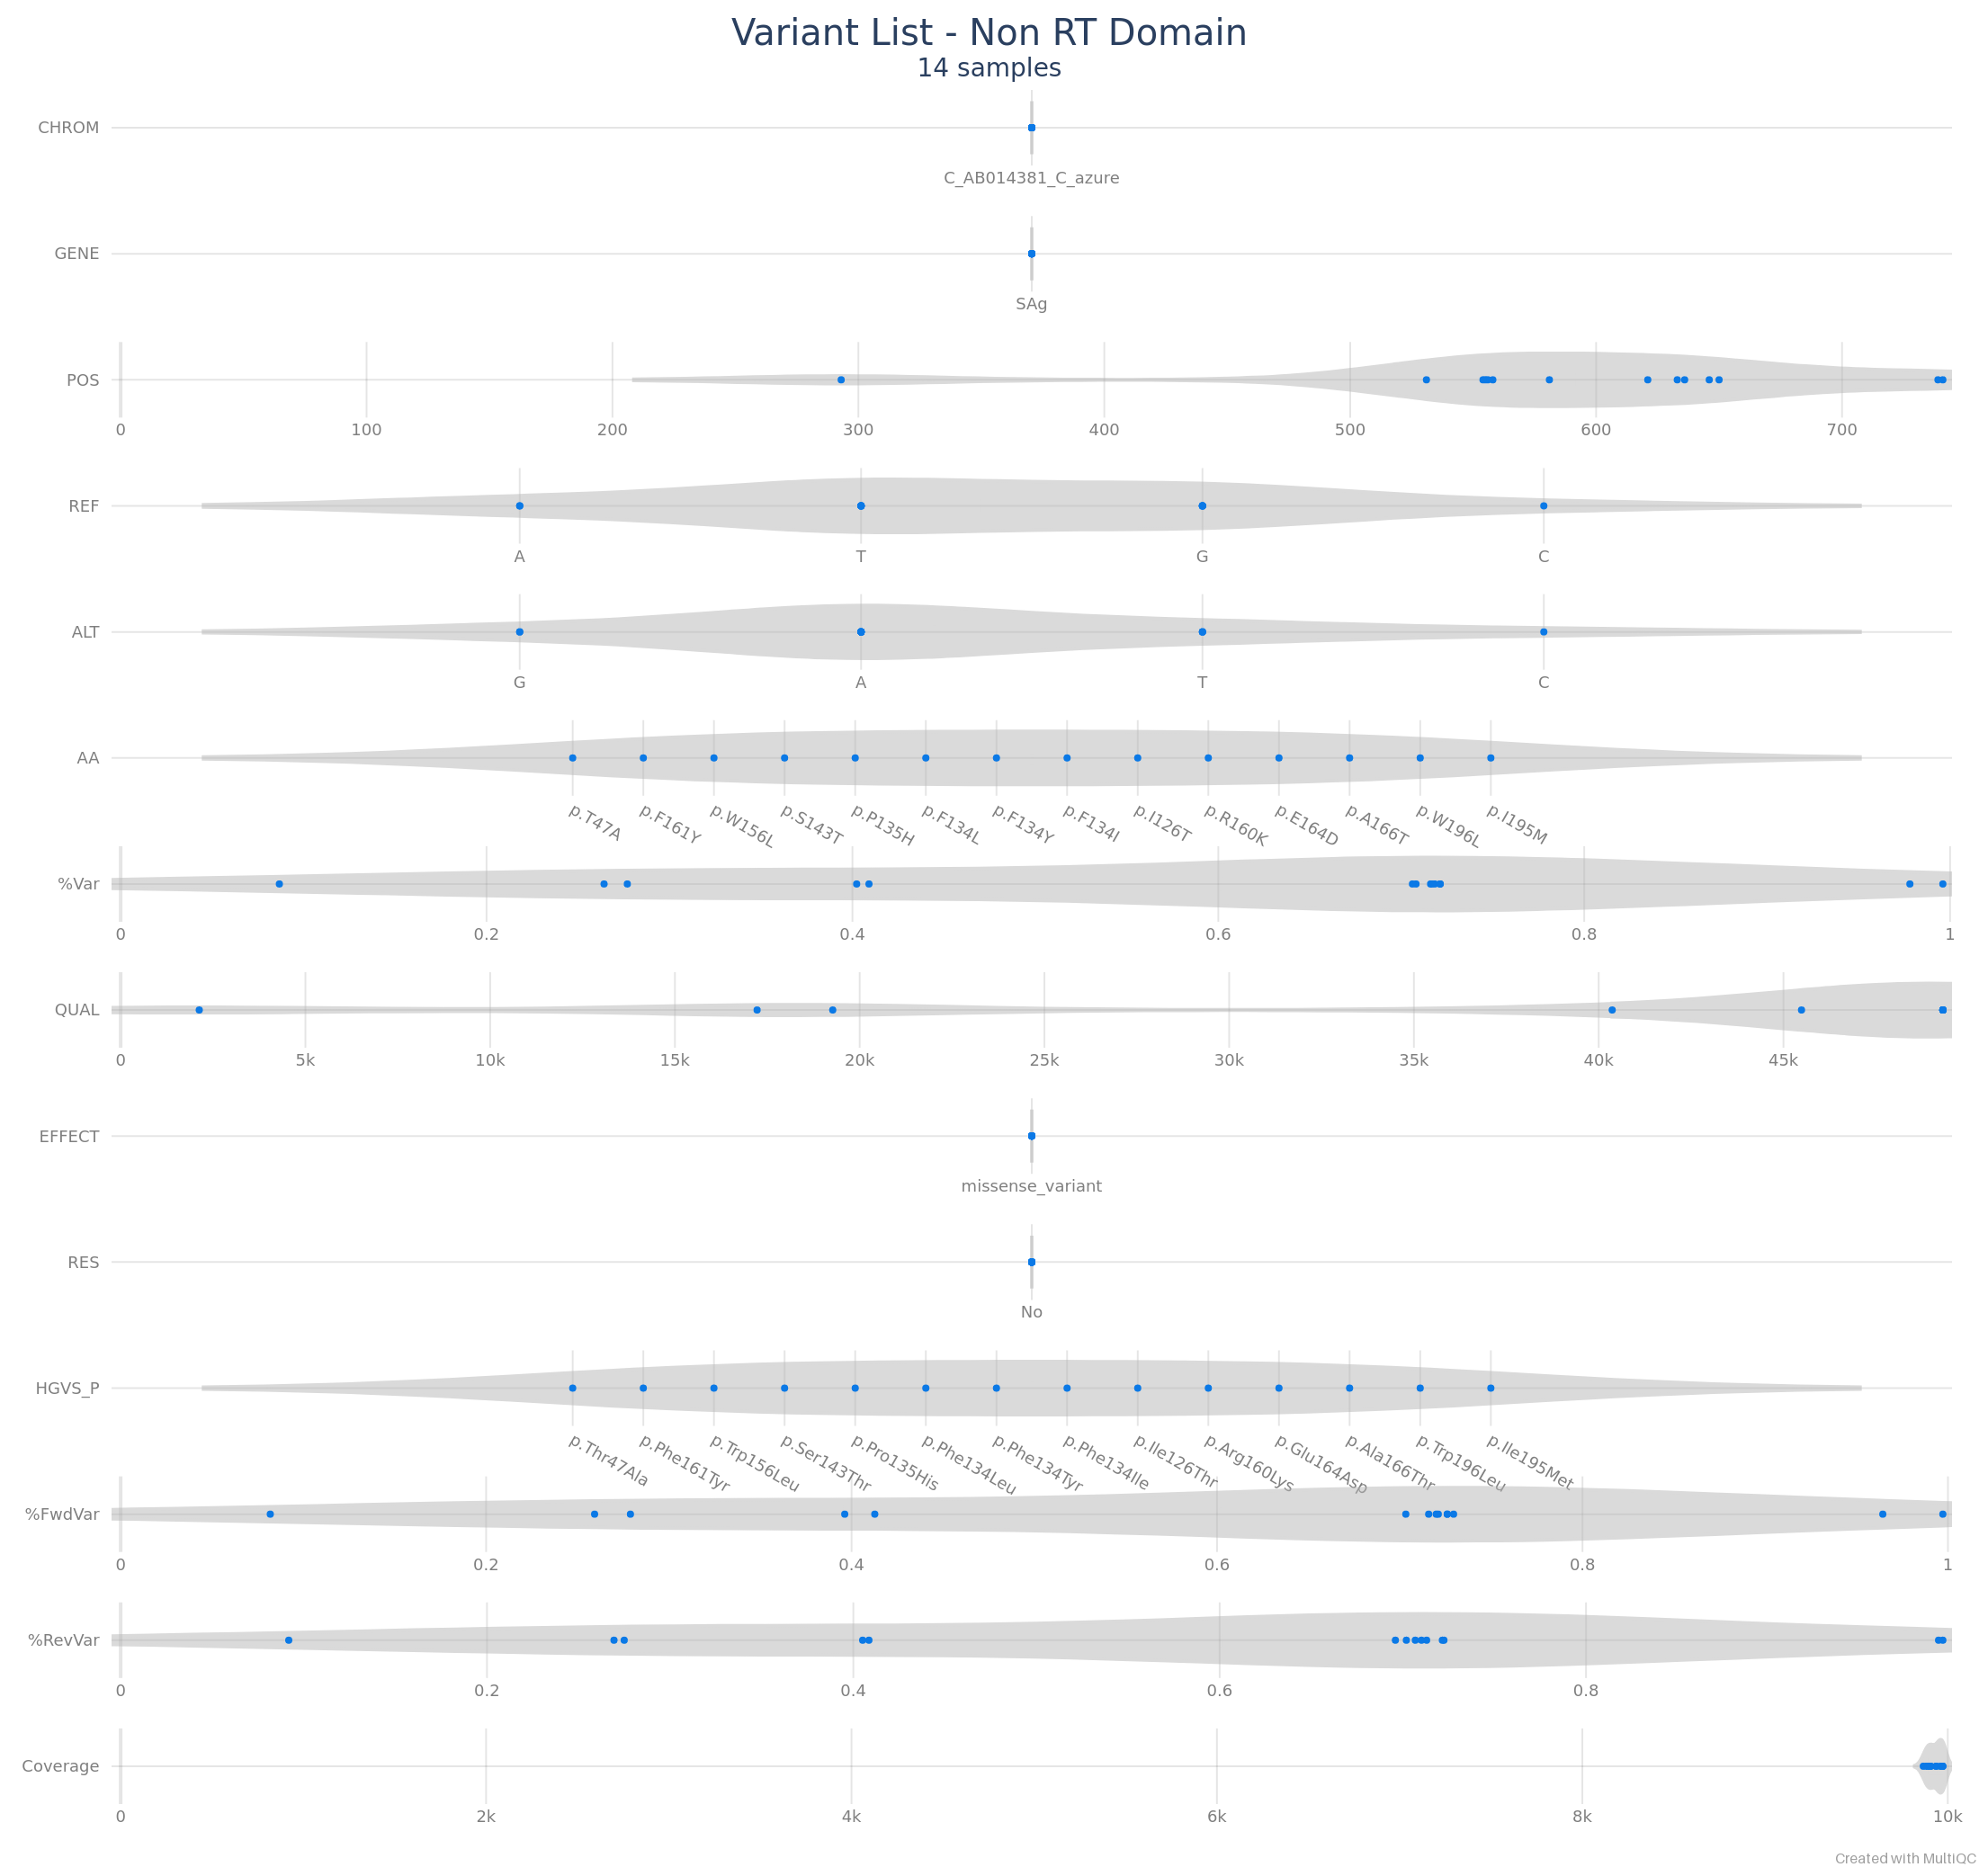 Variant List - Non RT Domain
14 samples
CHROM
C_AB014381_C_azure
GENE
SAg
POS
0 100 200 300 400 500 600 700
REF
A T G C
ALT
G A T C
AA
p.T47A p.F161Y p.W156L p.S143T p.P135H p.F134L p.F134Y p.F134I p.I126T p.R160K p.E164D p.A166T p.W196L p.I195M
%Var
0 0.2 0.4 0.6 0.8 1
QUAL
0 5k 10k 15k 20k 25k 30k 35k 40k 45k
EFFECT
missense_variant
RES
No
HGVS_P
p.Thr47Ala p.Phe161Tyr p.Trp156Leu p.Ser143Thr p.Pro135His p.Phe134Leu p.Phe134Tyr p.Phe134Ile p.Ile126Thr p.Arg160Lys p.Glu164Asp p.Ala166Thr p.Trp196Leu p.Ile195Met
%FwdVar
0 0.2 0.4 0.6 0.8 1
%RevVar
0 0.2 0.4 0.6 0.8
Coverage
0 2k 4k 6k 8k 10k
Created with MultiQC